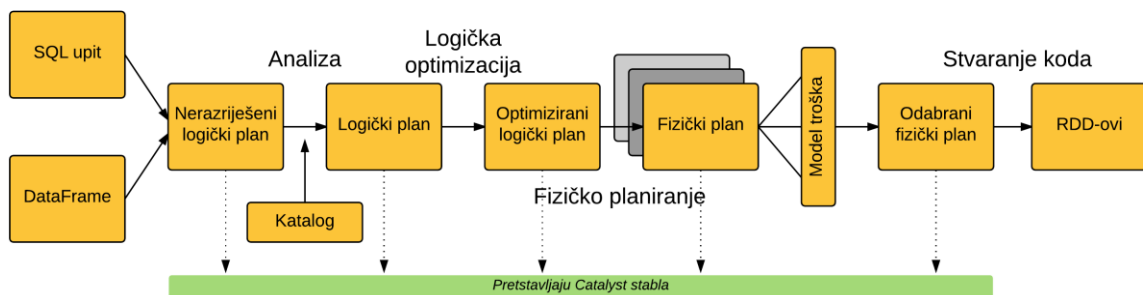 SQL upit
DataFrame
Nerazriješeni
logički plan
Analiza
Katalog
Logički plan
Logička
optimizacija
Optimizirani
logički plan
Fizičko planiranje
Fizički plan
Model troška
Odabrani
fizički plan
Stvaranje koda
RDD-ovi
Pretstavljaju Catalyst stabla